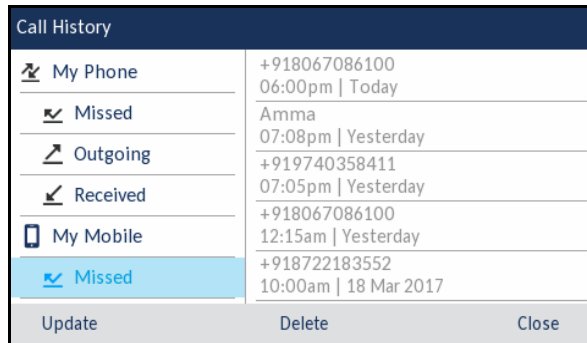 Call History
My Phone
Missed
Outgoing
Received
My Mobile
Missed
+918067086100
06:00pm | Today
Amma
07:08pm | Yesterday
+919740358411
07:05pm | Yesterday
+918067086100
12:15am | Yesterday
+918722183552
10:00am | 18 Mar 2017
Update
Delete
Close